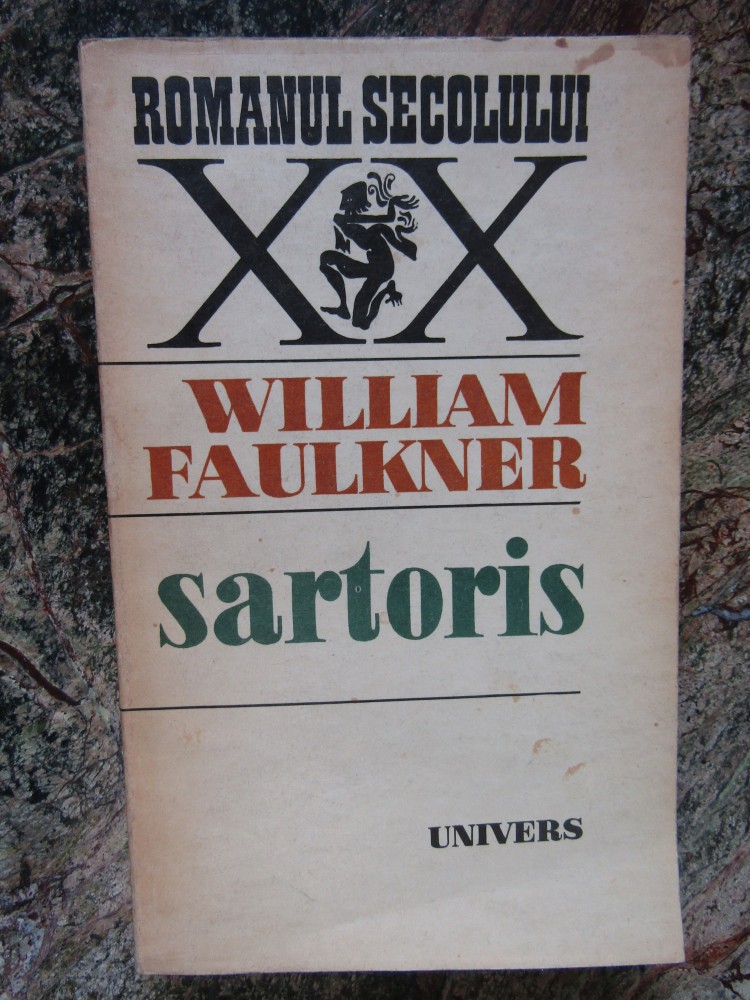 ROMANUL SECOLULUI
XX
WILLIAM
FAULKNER
sartoris
UNIVERS